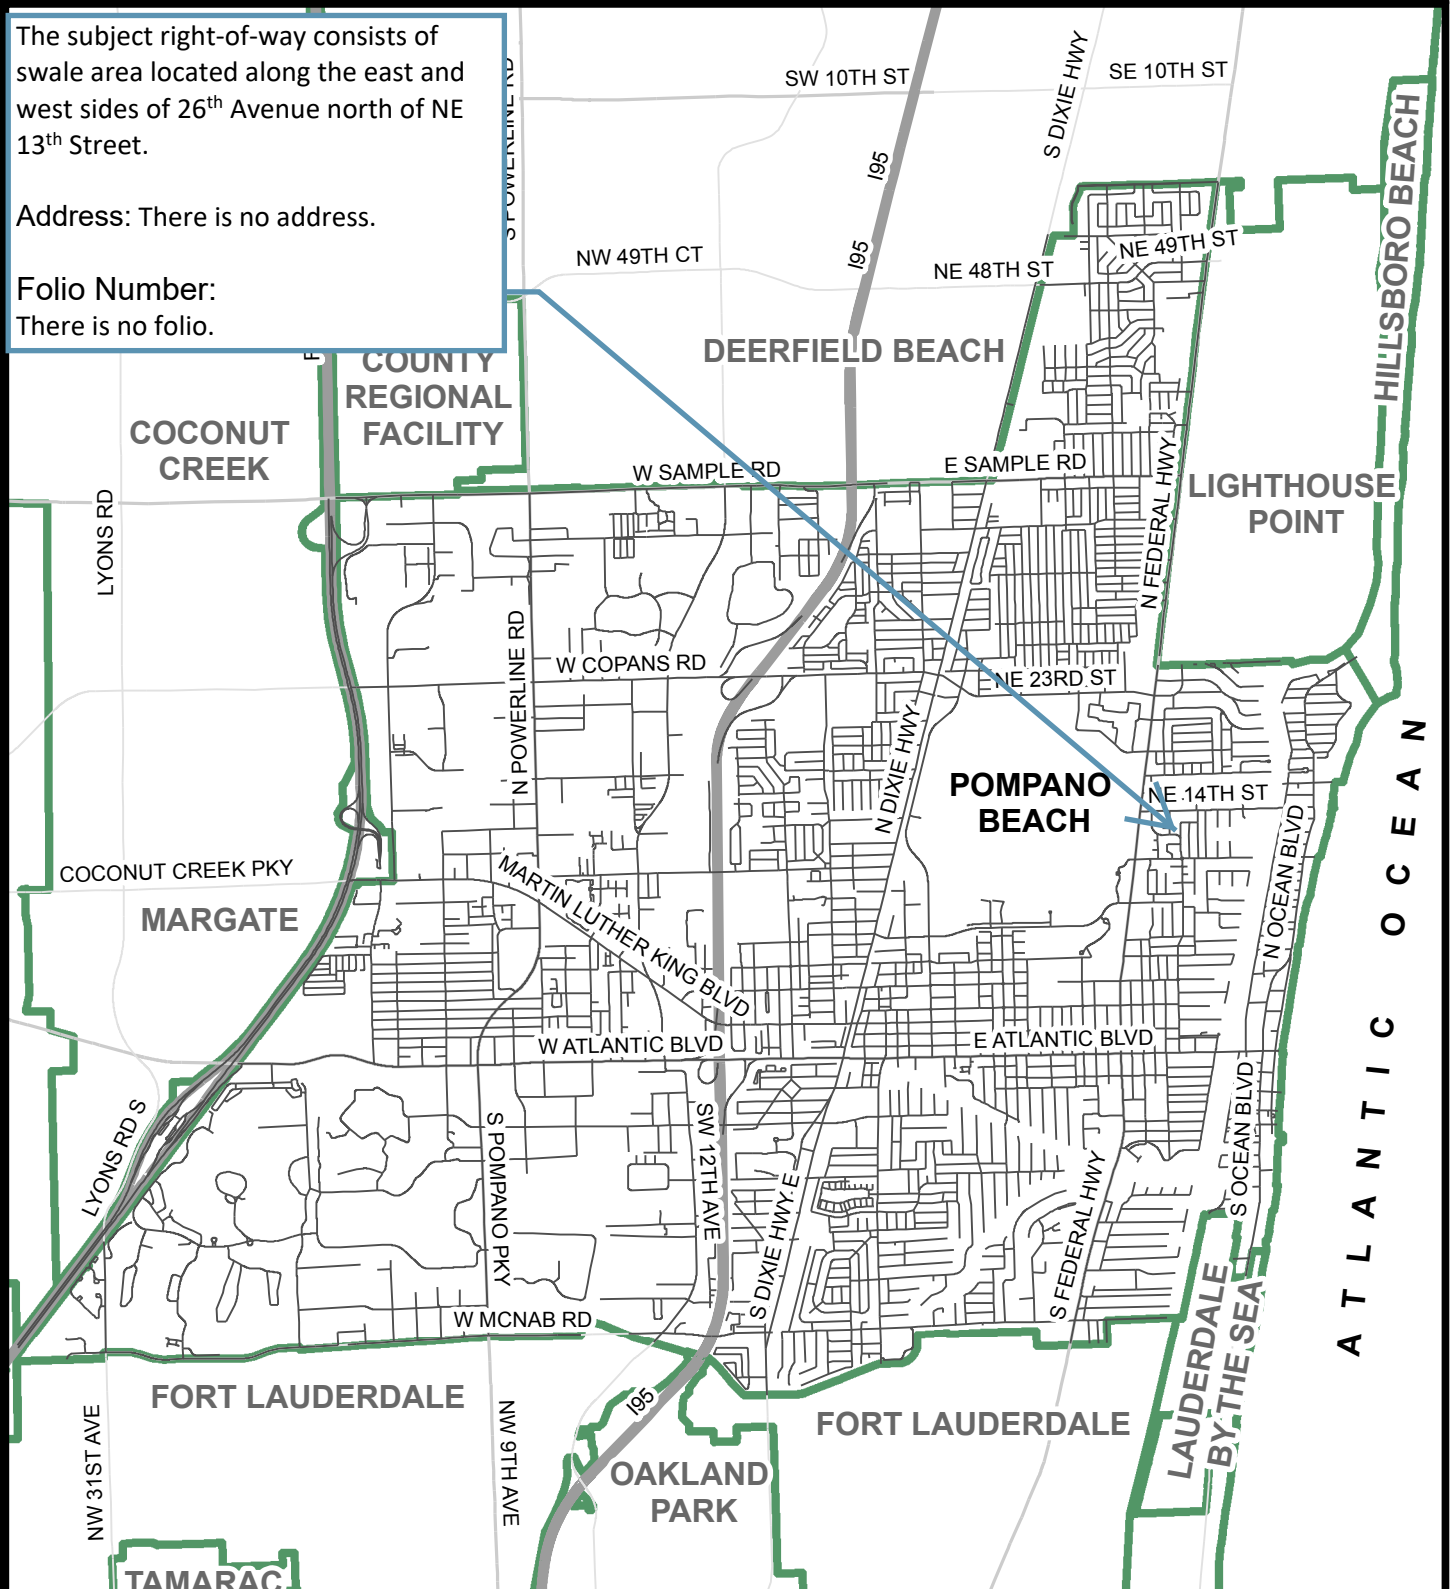 The subject right-of-way consists of
swale area located along the east and
west sides of 26th Avenue north of NE
13th Street.
Address: There is no address.
Folio Number:
There is no folio.
S POWERLINE RD
SW 10TH ST
SE 10TH ST
S DIXIE HWY
I95
I95
HILLSBORO BEACH
NW 49TH CT
NE 48TH ST
NE 49TH ST
DEERFIELD BEACH
COUNTY
REGIONAL
FACILITY
COCONUT
CREEK
W SAMPLE RD
E SAMPLE RD
LIGHTHOUSE
POINT
LYONS RD
N FEDERAL HWY
N POWERLINE RD
W COPANS RD
NE 23RD ST
N DIXIE HWY
POMPANO
BEACH
NE 14TH ST
N OCEAN BLVD
ATLANTIC OCEAN
COCONUT CREEK PKY
MARTIN LUTHER KING BLVD
MARGATE
W ATLANTIC BLVD
E ATLANTIC BLVD
LYONS RD S
S POMPANO PKY
SW 12TH AVE
S DIXIE HWY E
S FEDERAL HWY
S OCEAN BLVD
W MCNAB RD
LAUDERDALE
BY THE SEA
FORT LAUDERDALE
FORT LAUDERDALE
I95
NW 31ST AVE
NW 9TH AVE
OAKLAND
PARK
TAMARAC